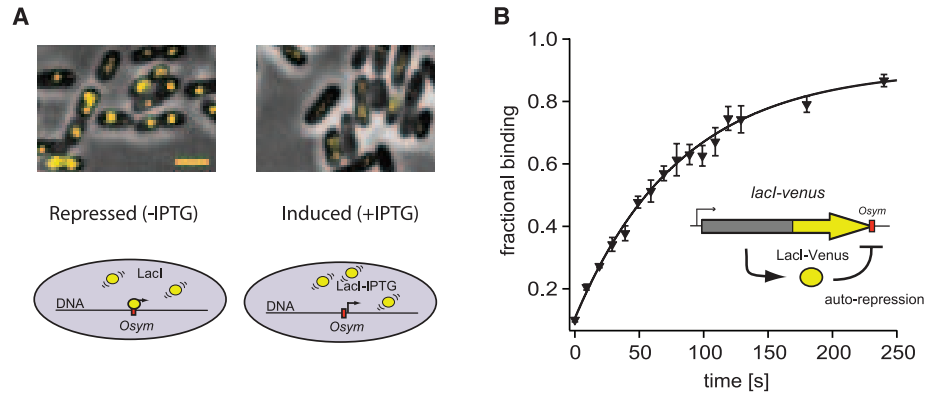 A
Repressed (-IPTG)
Induced (+IPTG)
LacI
DNA
Osym
LacI-IPTG
DNA
Osym
B
fractional binding
1.0
0.8
0.6
0.4
0.2
0
50
100
150
200
250
time [s]
lacI-venus
Osym
LacI-Venus
auto-repression